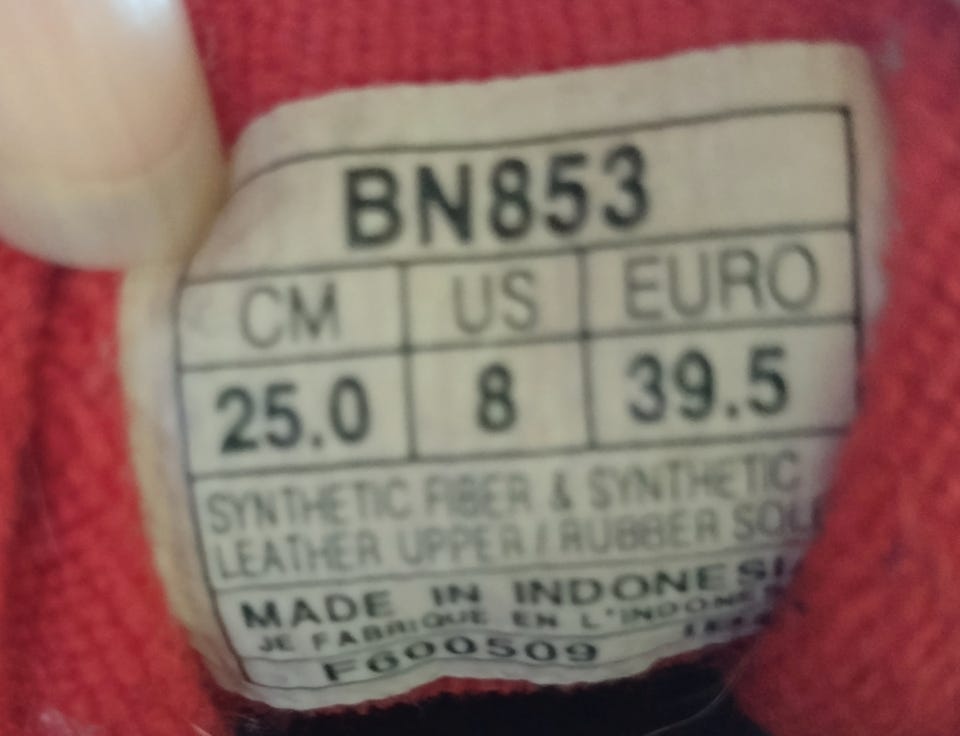 BN853
CM US EURO
25.0 8 39.5
SYNTHETIC FIBER & SYNTHETIC
LEATHER UPPER / RUBBER SOL
MADE IN INDONESI
JE FABRIQUE EN L'INDONE
F600509